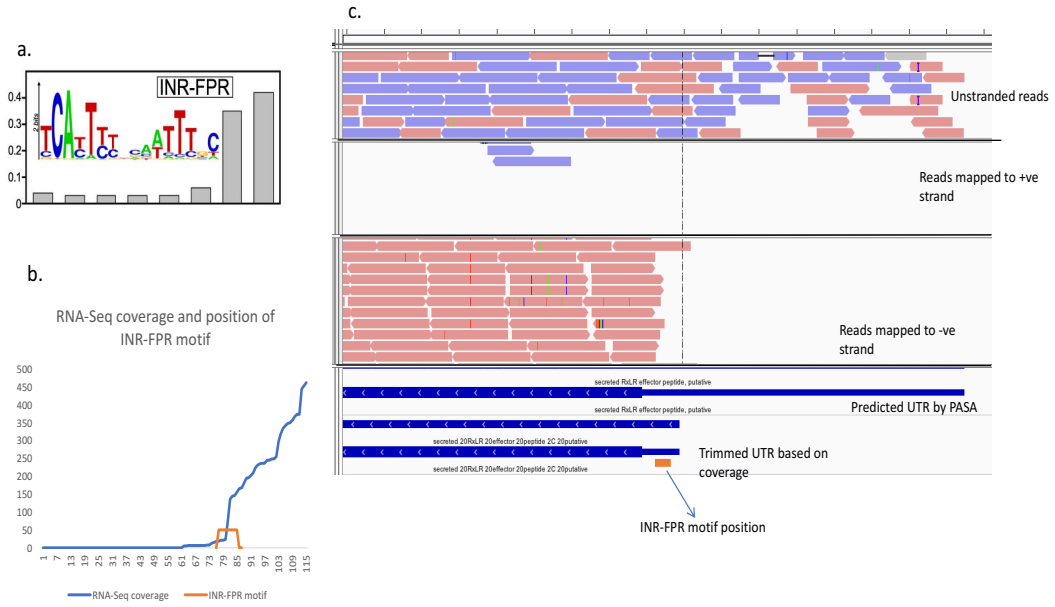 a.
INR-FPR
0.4
0.3
0.2
0.1
0
2 bits
b.
RNA-Seq coverage and position of
INR-FPR motif
500
450
400
350
300
250
200
150
100
50
0
1 7 13 19 25 31 37 43 49 55 61 67 73 79 85 91 97 103 109 115
RNA-Seq coverage INR-FPR motif
c.
Unstranded reads
Reads mapped to +ve
strand
Reads mapped to -ve
strand
secreted RxLR effector peptide, putative
Predicted UTR by PASA
secreted RxLR effector peptide, putative
secreted 20RxLR 20effector 20peptide 2C 20putative
Trimmed UTR based on
coverage
secreted 20RxLR 20effector 20peptide 2C 20putative
INR-FPR motif position